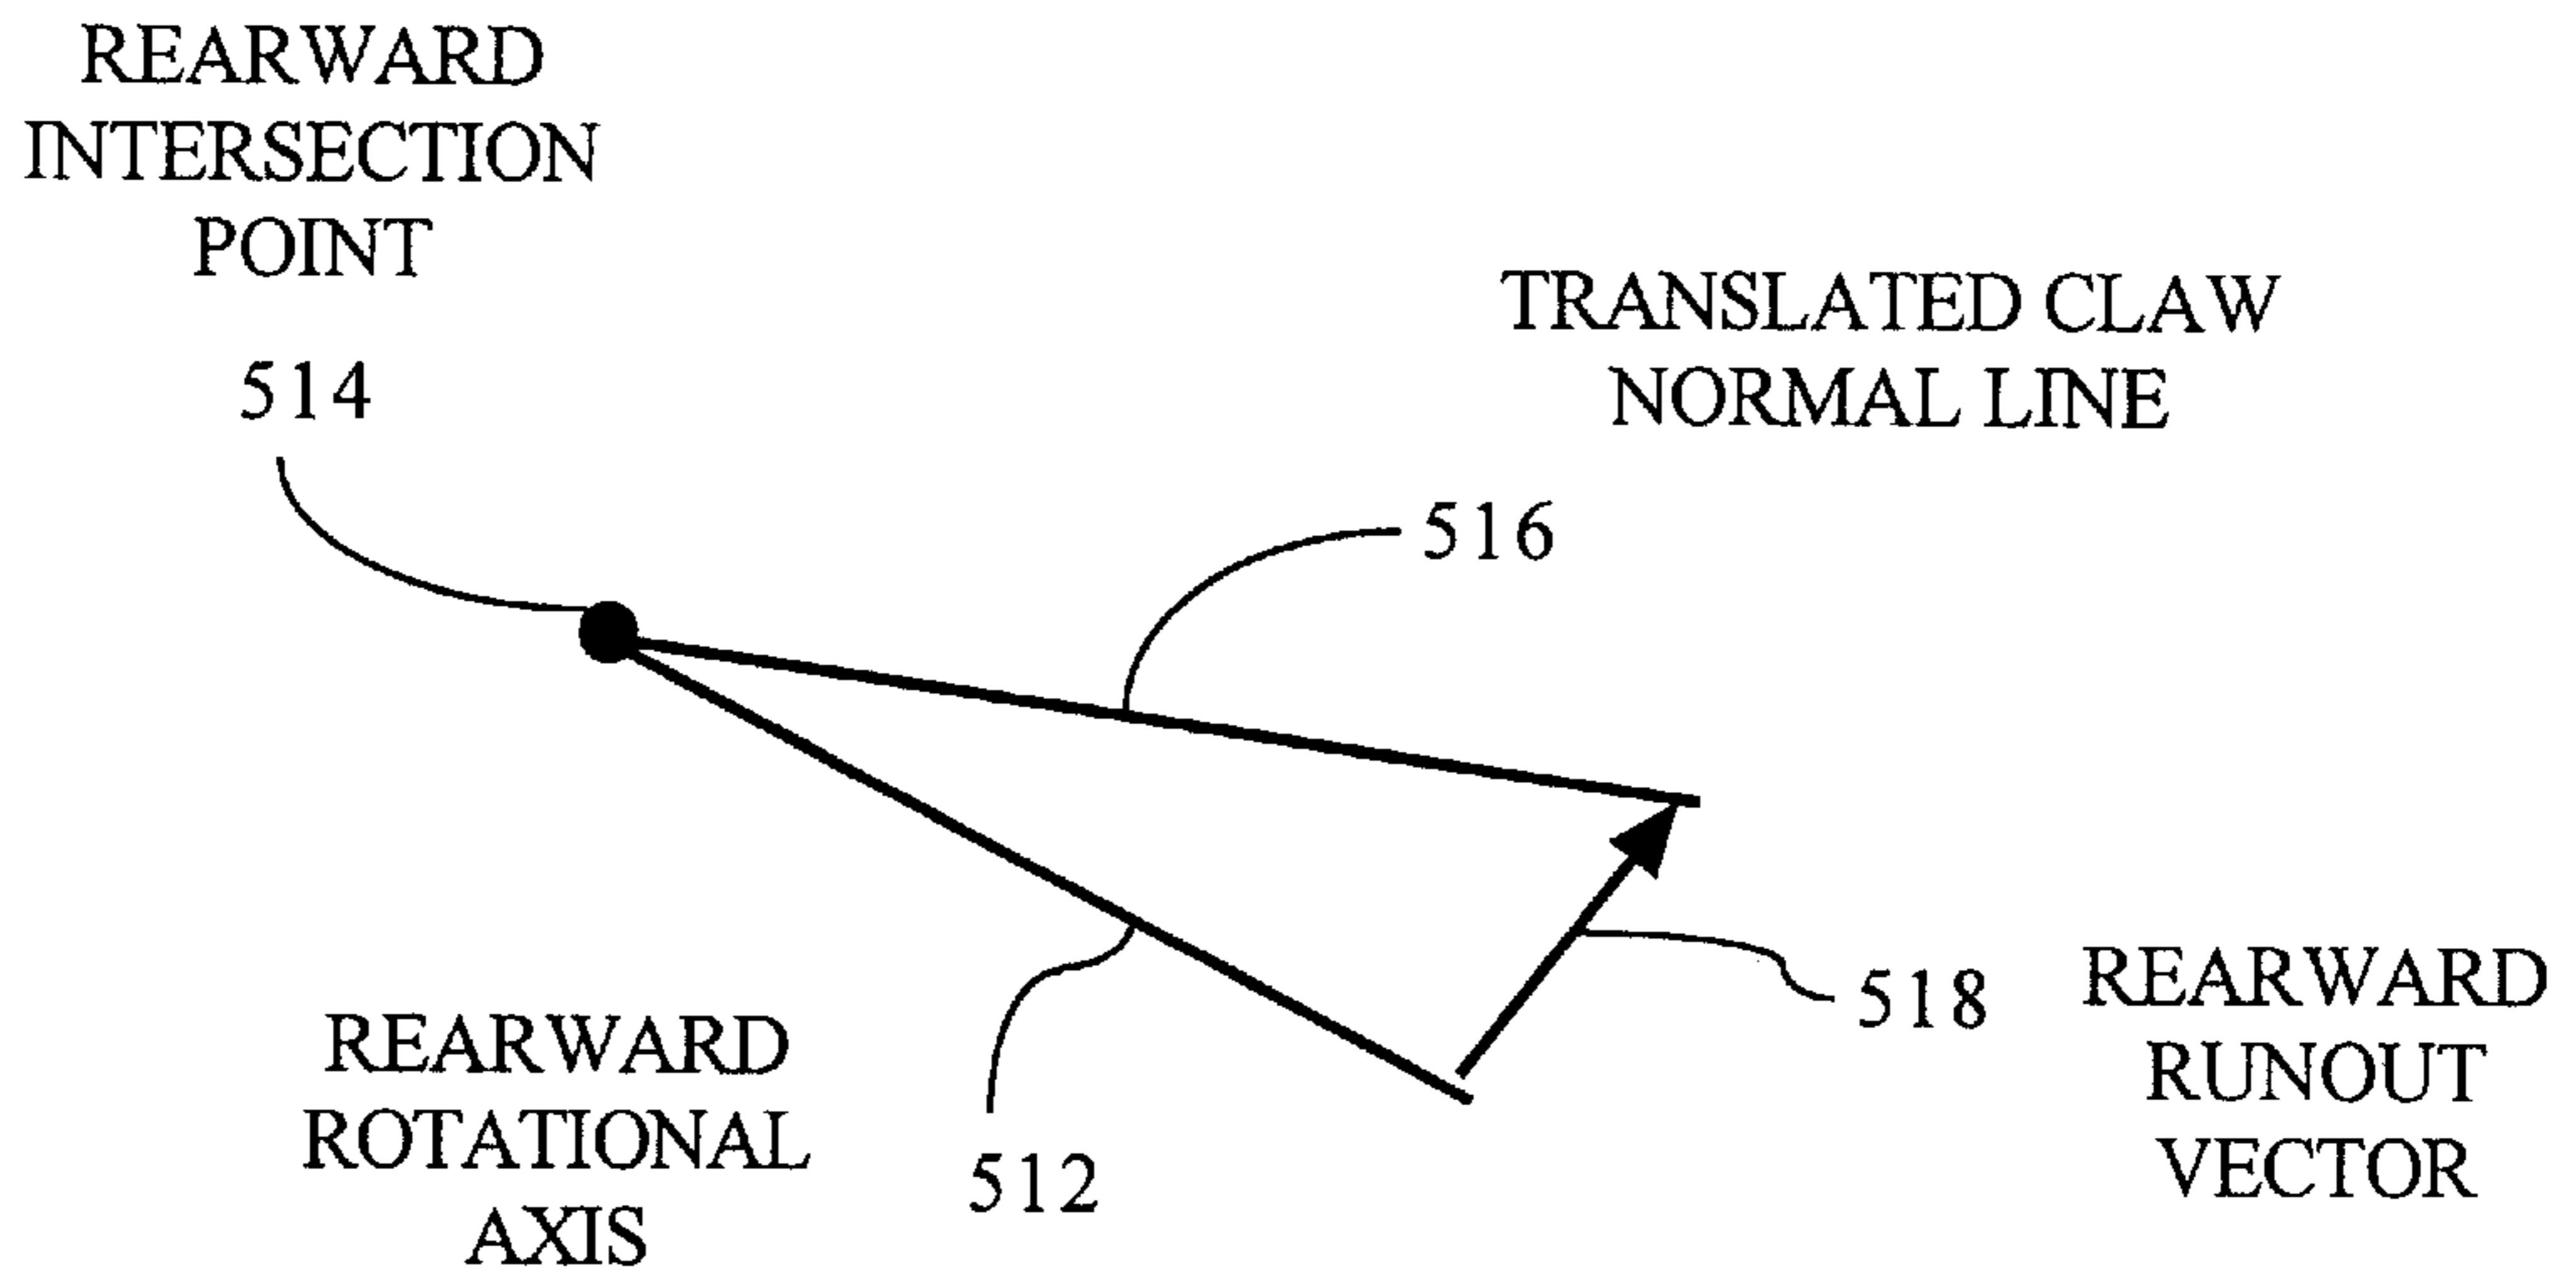 REARWARD
INTERSECTION
POINT
514
TRANSLATED CLAW
NORMAL LINE
516
518
REARWARD
RUNOUT
VECTOR
REARWARD
ROTATIONAL
AXIS
512